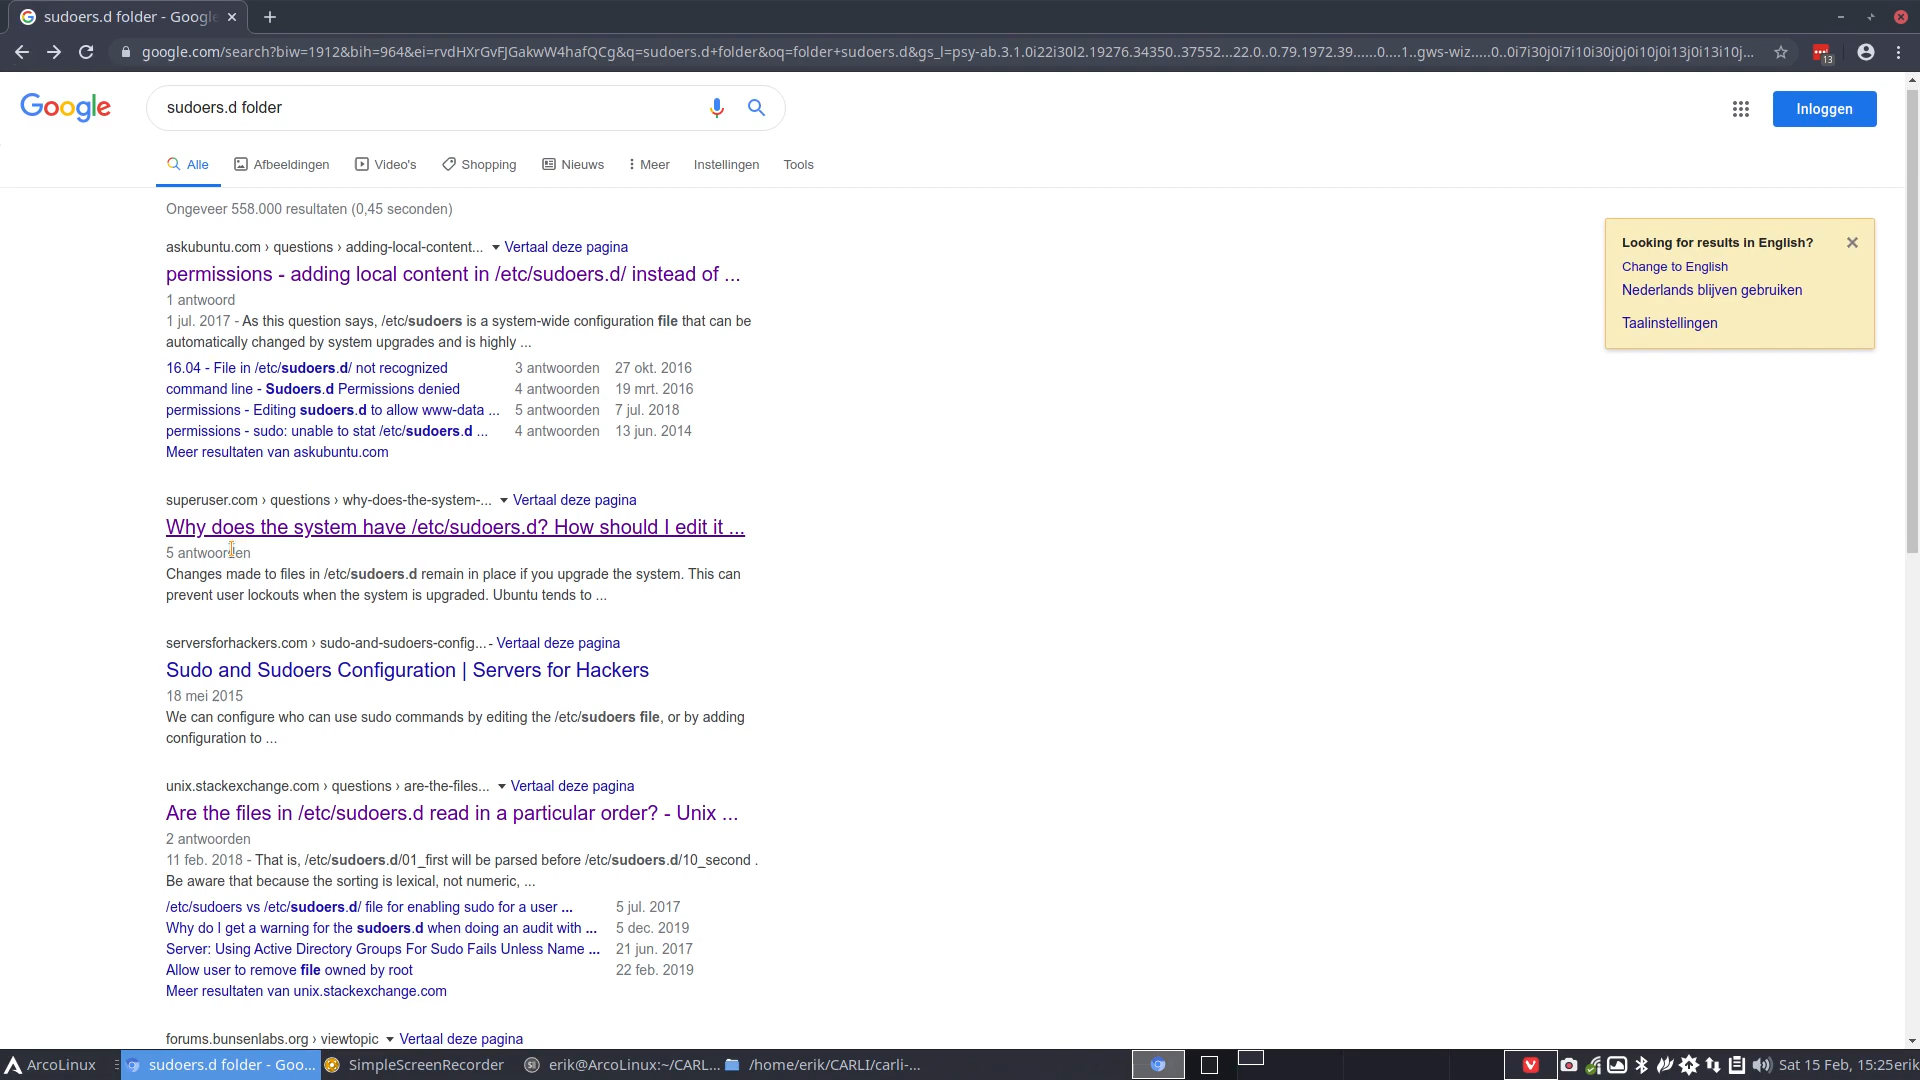 sudoers.d folder - Google
google.com/search?biw=1912&bih=964&ei=rvdHXrGvFJGakwW4hafQCg&q=sudoers.d+folder&oq=folder+sudoers.d&gs_l=psy-ab.3.1.0i22i30l2.19276.34350..37552...22.0..0.79.1972.39......0....1..gws-wiz.....0..0i7i30j0i7i10i30j0j0i10j0i13j0i13i10j...
13
Google
sudoers.d folder
Inloggen
Alle Afbeeldingen Video's Shopping Nieuws Meer Instellingen Tools
Ongeveer 558.000 resultaten (0,45 seconden)
askubuntu.com › questions › adding-local-content... Vertaal deze pagina
permissions - adding local content in /etc/sudoers.d/ instead of ...
1 antwoord
1 jul. 2017 - As this question says, /etc/sudoers is a system-wide configuration file that can be
automatically changed by system upgrades and is highly ...
16.04 - File in /etc/sudoers.d/ not recognized 3 antwoorden 27 okt. 2016
command line - Sudoers.d Permissions denied 4 antwoorden 19 mrt. 2016
permissions - Editing sudoers.d to allow www-data ... 5 antwoorden 7 jul. 2018
permissions - sudo: unable to stat /etc/sudoers.d ... 4 antwoorden 13 jun. 2014
Meer resultaten van askubuntu.com
superuser.com › questions › why-does-the-system-... Vertaal deze pagina
Why does the system have /etc/sudoers.d? How should I edit it ...
5 antwoorden
Changes made to files in /etc/sudoers.d remain in place if you upgrade the system. This can
prevent user lockouts when the system is upgraded. Ubuntu tends to ...
serversforhackers.com › sudo-and-sudoers-config... - Vertaal deze pagina
Sudo and Sudoers Configuration | Servers for Hackers
18 mei 2015
We can configure who can use sudo commands by editing the /etc/sudoers file, or by adding
configuration to ...
unix.stackexchange.com › questions › are-the-files... Vertaal deze pagina
Are the files in /etc/sudoers.d read in a particular order? - Unix ...
2 antwoorden
11 feb. 2018 - That is, /etc/sudoers.d/01_first will be parsed before /etc/sudoers.d/10_second .
Be aware that because the sorting is lexical, not numeric, ...
/etc/sudoers vs /etc/sudoers.d/ file for enabling sudo for a user ... 5 jul. 2017
Why do I get a warning for the sudoers.d when doing an audit with ... 5 dec. 2019
Server: Using Active Directory Groups For Sudo Fails Unless Name ... 21 jun. 2017
Allow user to remove file owned by root 22 feb. 2019
Meer resultaten van unix.stackexchange.com
forums.bunsenlabs.org › viewtopic Vertaal deze pagina
Looking for results in English?
Change to English
Nederlands blijven gebruiken
Taalinstellingen
ArcoLinux sudoers.d folder - Goo... SimpleScreenRecorder erik@ArcoLinux:~/CARL... /home/erik/CARLI/carli-... Sat 15 Feb, 15:25 erik